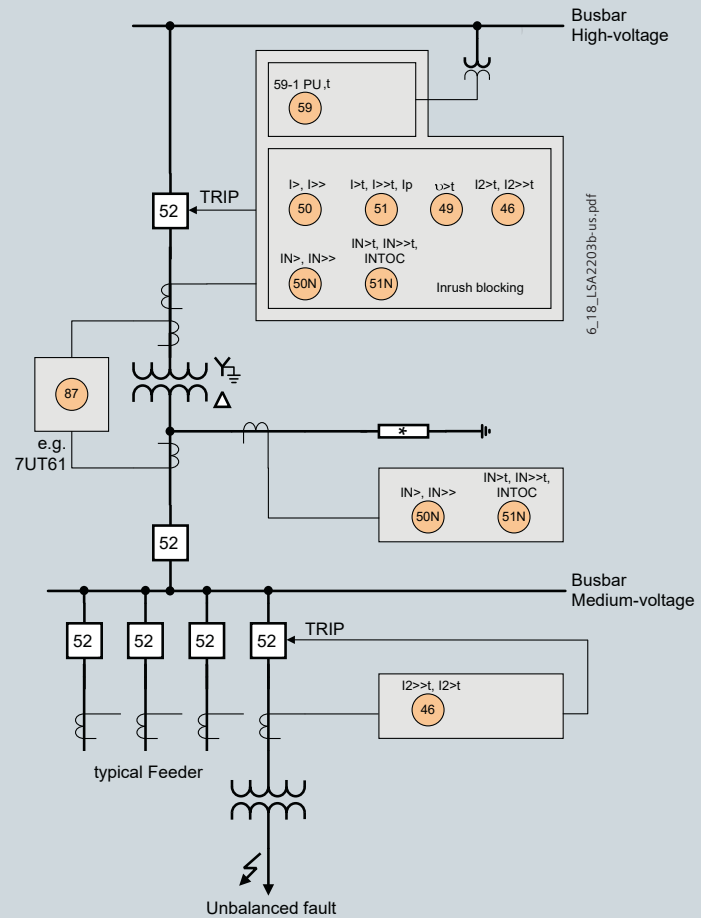 Busbar
High-voltage
59-1 PU,t
59
52
TRIP
I>, I>>
I>t, I>>t, Ip
υ>t
I2>t, I2>>t
50
51
49
46
IN>, IN>>
IN>t, IN>>t,
INTOC
50N
51N
Inrush blocking
6_18_LSA2203b-us.pdf
87
e.g.
7UT61
*
IN>, IN>>
IN>t, IN>>t,
INTOC
50N
51N
52
Busbar
Medium-voltage
52
52
52
52
TRIP
I2>>t, I2>t
46
typical Feeder
Unbalanced fault